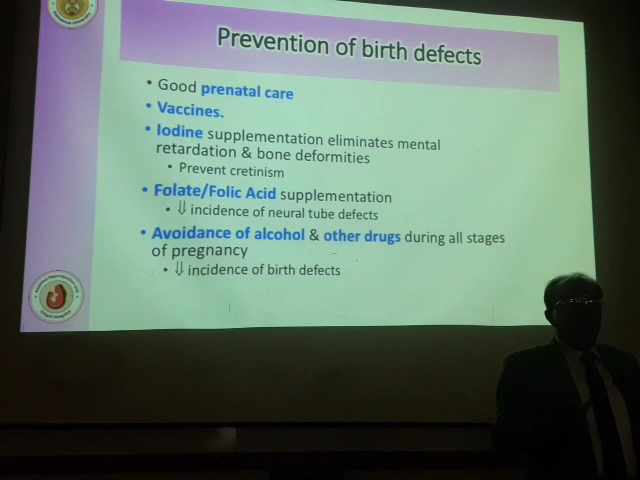 Prevention of birth defects
• Good prenatal care
• Vaccines.
• Iodine supplementation eliminates mental
retardation & bone deformities
• Prevent cretinism
• Folate/Folic Acid supplementation
• ⇓ incidence of neural tube defects
• Avoidance of alcohol & other drugs during all stages
of pregnancy
• ⇓ incidence of birth defects